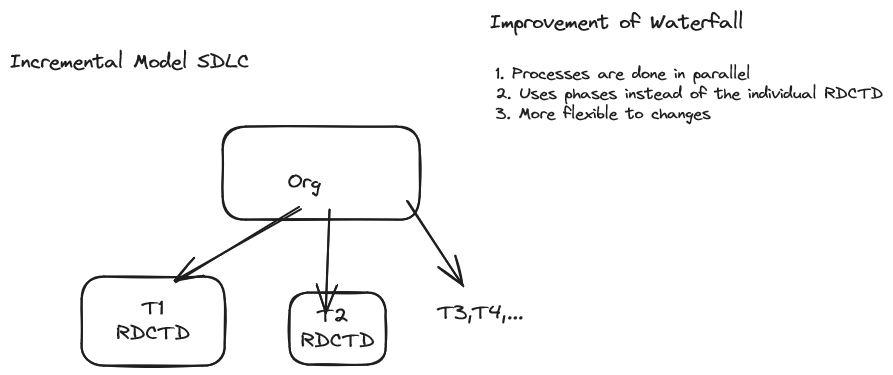 Improvement of Waterfall
Incremental Model SDLC
1. Processes are done in parallel
2. Uses phases instead of the individual RDCTD
3. More flexible to changes
Org
T1
RDCTD
T2
RDCTD
T3,T4,...